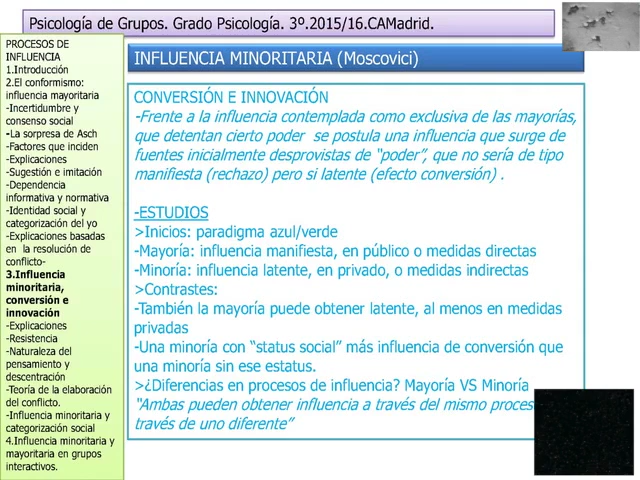 Psicología de Grupos. Grado Psicología. 3º.2015/16.CAMadrid.
PROCESOS DE
INFLUENCIA
1.Introducción
2.El conformismo:
influencia mayoritaria
-Incertidumbre y
consenso social
-La sorpresa de Asch
-Factores que inciden
-Explicaciones
-Sugestión e imitación
-Dependencia
informativa y normativa
-Identidad social y
categorización del yo
-Explicaciones basadas
en la resolución de
conflicto-
3.Influencia
minoritaria,
conversión e
innovación
-Explicaciones
-Resistencia
-Naturaleza del
pensamiento y
descentración
-Teoría de la elaboración
del conflicto.
-Influencia minoritaria y
categorización social
4.Influencia minoritaria y
mayoritaria en grupos
interactivos.
INFLUENCIA MINORITARIA (Moscovici)
CONVERSIÓN E INNOVACIÓN
-Frente a la influencia contemplada como exclusiva de las mayorías,
que detentan cierto poder se postula una influencia que surge de
fuentes inicialmente desprovistas de "poder", que no sería de tipo
manifiesta (rechazo) pero si latente (efecto conversión) .
-ESTUDIOS
>Inicios: paradigma azul/verde
-Mayoría: influencia manifiesta, en público o medidas directas
-Minoría: influencia latente, en privado, o medidas indirectas
>Contrastes:
-También la mayoría puede obtener latente, al menos en medidas
privadas
-Una minoría con "status social" más influencia de conversión que
una minoría sin ese estatus.
>¿Diferencias en procesos de influencia? Mayoría VS Minoría
"Ambas pueden obtener influencia a través del mismo proces
través de uno diferente"